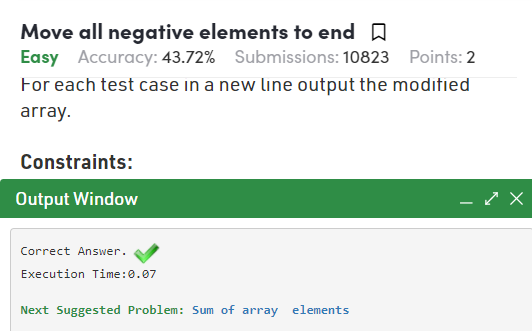 Move all negative elements to end
Easy Accuracy: 43.72% Submissions: 10823 Points: 2
For each test case in a new line output the modified
array.
Constraints:
Output Window
Correct Answer.
Execution Time:0.07
Next Suggested Problem: Sum of array elements